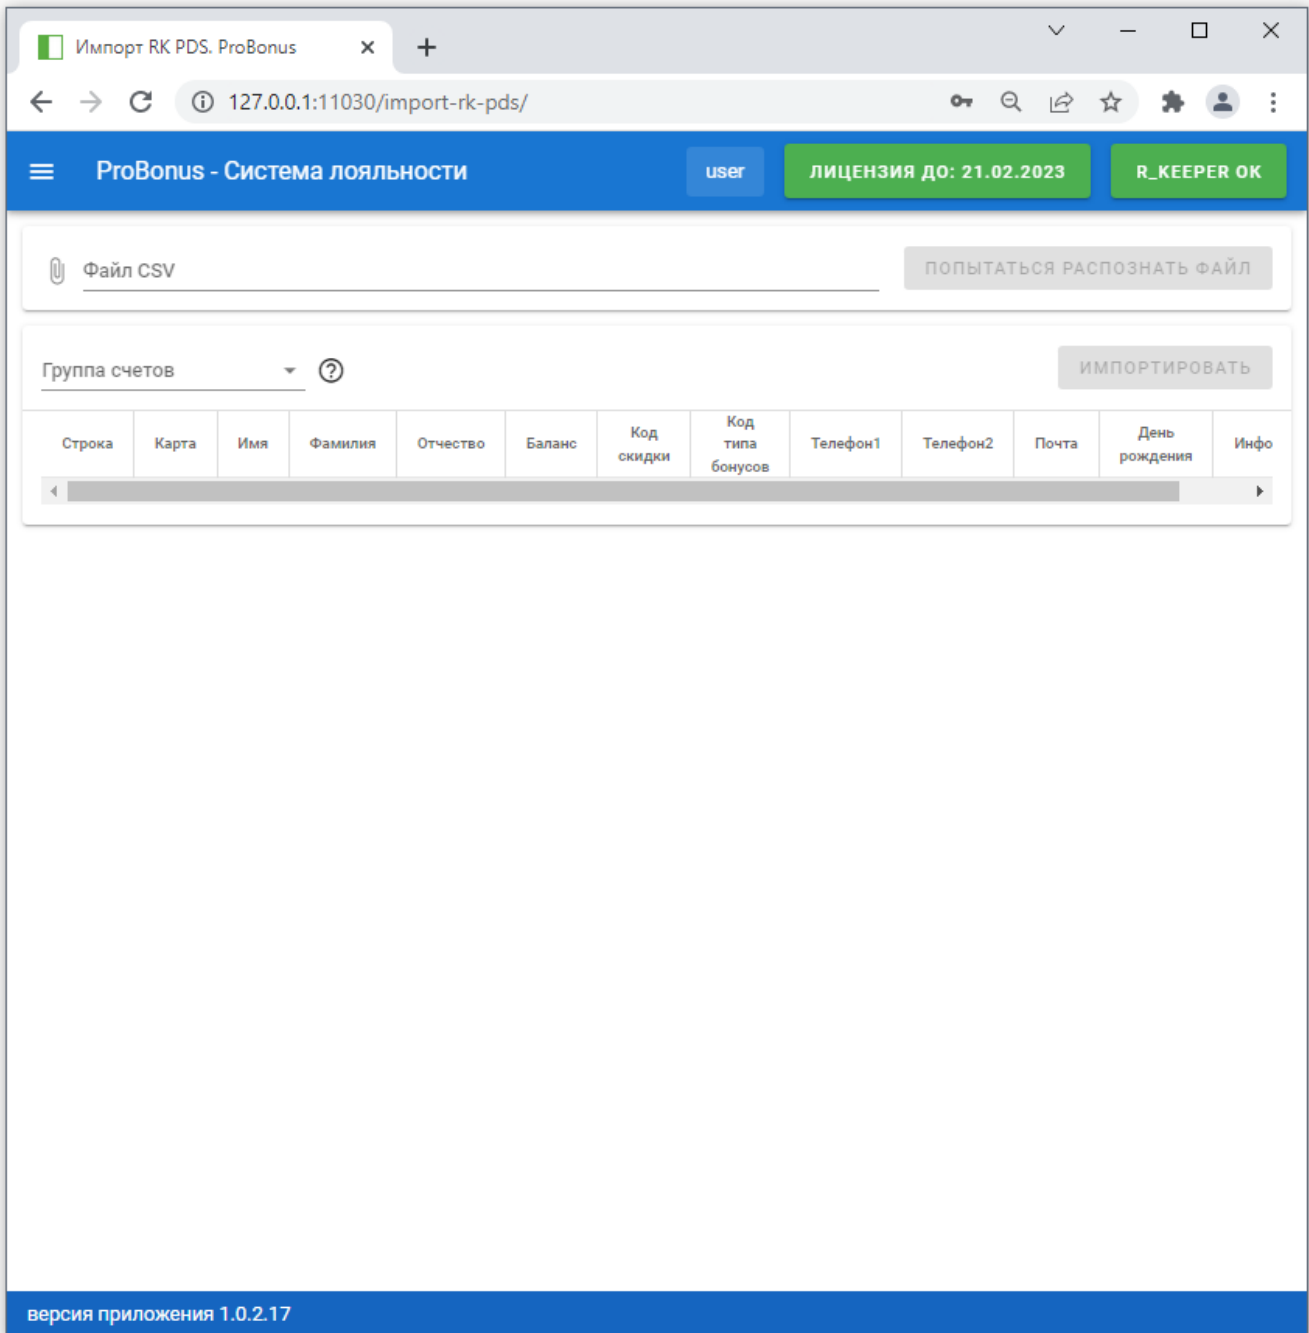 Импорт RK PDS. ProBonus
127.0.0.1:11030/import-rk-pds/
ProBonus - Система лояльности
user
ЛИЦЕНЗИЯ ДО: 21.02.2023
R_KEEPER OK
Файл CSV
ПОПЫТАТЬСЯ РАСПОЗНАТЬ ФАЙЛ
Группа счетов
ИМПОРТИРОВАТЬ
Строка
Карта
Имя
Фамилия
Отчество
Баланс
Код
скидки
Код
типа
бонусов
Телефон1
Телефон2
Почта
День
рождения
Инфо
версия приложения 1.0.2.17